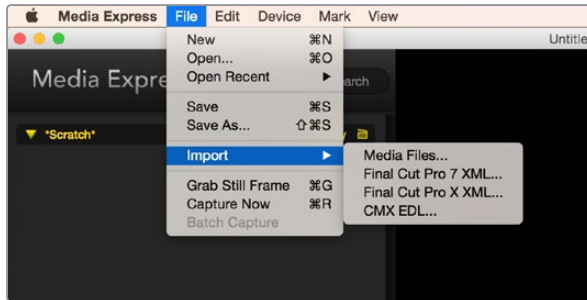 Media Express File Edit Device Mark View
Untitle
Media Expre
arch
*Scratch*
New ⌘N
Open... ⌘O
Open Recent ▶
Save ⌘S
Save As... ⇧⌘S
Import ▶
Grab Still Frame ⌘G
Capture Now ⌘R
Batch Capture
Media Files...
Final Cut Pro 7 XML...
Final Cut Pro X XML...
CMX EDL...